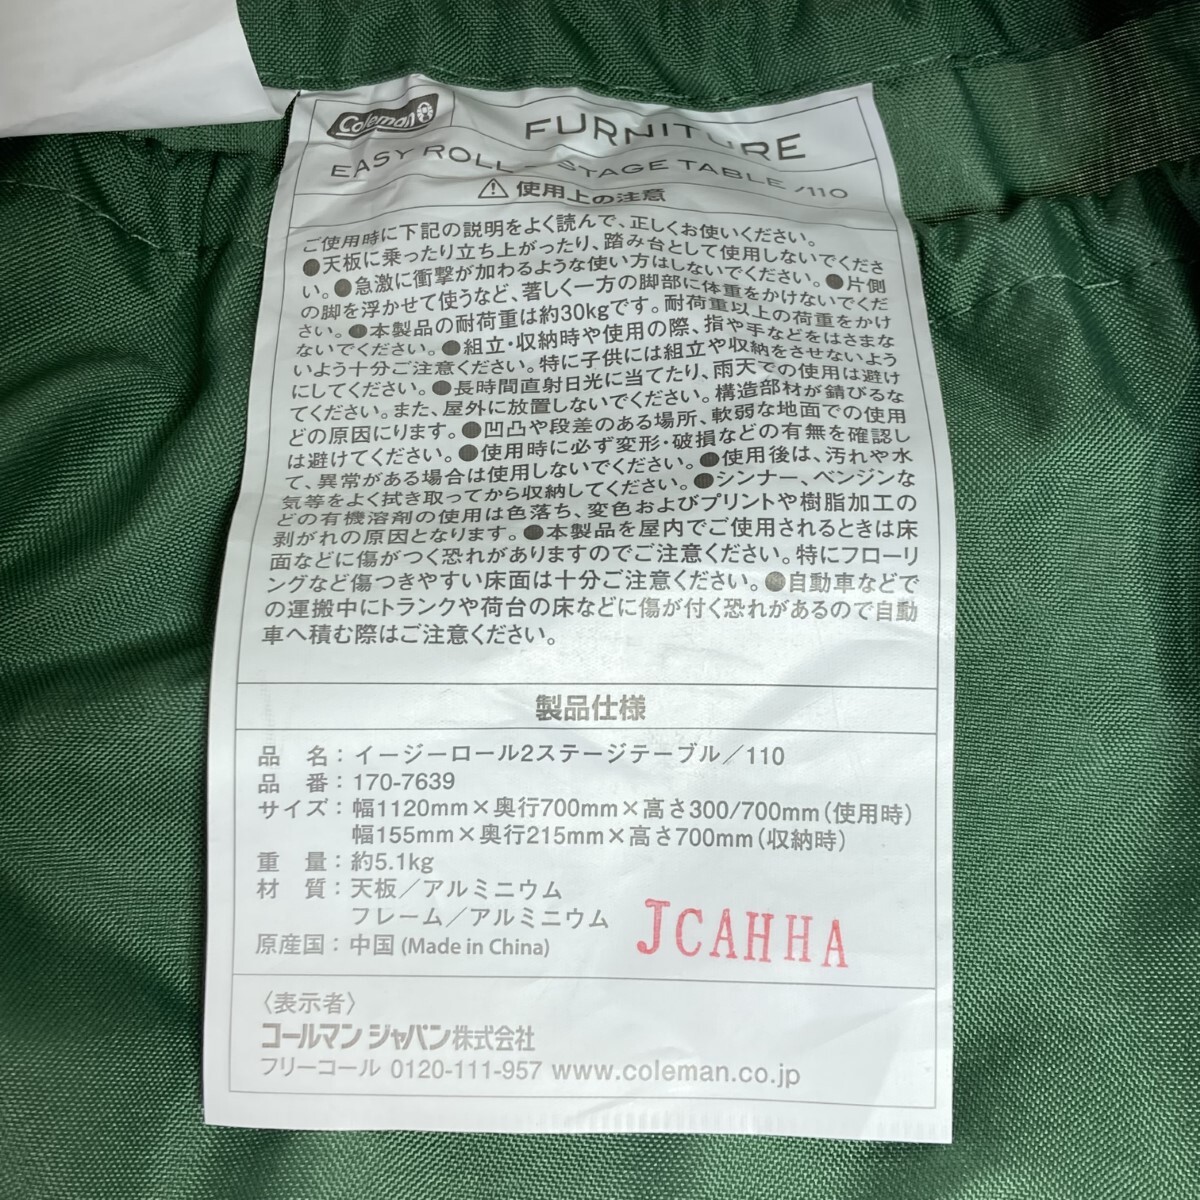 Coleman
FURNITURE
EASY ROLL STAGE TABLE /110
⚠ 使用上の注意
ご使用時に下記の説明をよく読んで、正しくお使いください。
●天板に乗ったり立ち上がったり、踏み台として使用しないでくださ
い。●急激に衝撃が加わるような使い方はしないでください。●片側
の脚を浮かせて使うなど、著しく一方の脚部に体重をかけないでくだ
さい。●本製品の耐荷重は約30kgです。耐荷重以上の荷重をかけ
ないでください。●組立・収納時や使用の際、指や手などをはさまな
いよう十分ご注意ください。特に子供には組立や収納をさせないよう
にしてください。●長時間直射日光に当てたり、雨天での使用は避け
てください。また、屋外に放置しないでください。構造部材が錆びるな
どの原因にります。●凹凸や段差のある場所、軟弱な地面での使用
は避けてください。●使用時に必ず変形・破損などの有無を確認し
て、異常がある場合は使用しないでください。●使用後は、汚れや水
気等をよく拭き取ってから収納してください。●シンナー、ベンジンな
どの有機溶剤の使用は色落ち、変色およびプリントや樹脂加工の
剥がれの原因となります。●本製品を屋内でご使用されるときは床
面などに傷がつく恐れがありますのでご注意ください。特にフローリ
ングなど傷つきやすい床面は十分ご注意ください。●自動車などで
の運搬中にトランクや荷台の床などに傷が付く恐れがあるので自動
車へ積む際はご注意ください。
製品仕様
品 名：イージーロール2ステージテーブル／110
品 番：170-7639
サイズ：幅1120mm×奥行700mm×高さ300/700mm（使用時）
幅155mm×奥行215mm×高さ700mm（収納時）
重 量：約5.1kg
材 質：天板／アルミニウム
フレーム／アルミニウム
原産国：中国 (Made in China)
JCAHHA
〈表示者〉
コールマン ジャパン株式会社
フリーコール 0120-111-957 www.coleman.co.jp